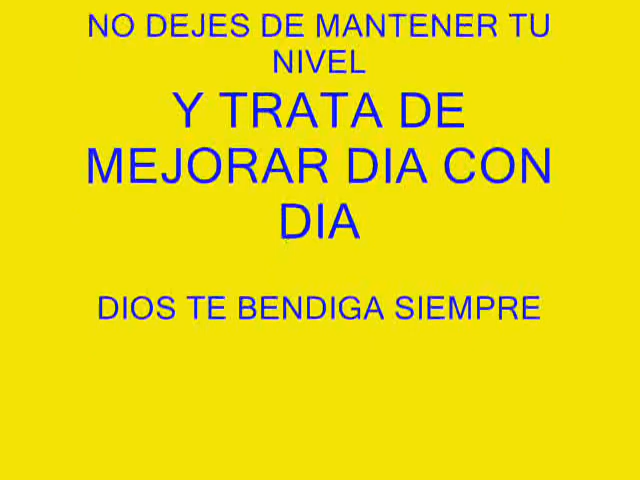 NO DEJES DE MANTENER TU
NIVEL
Y TRATA DE
MEJORAR DIA CON
DIA
DIOS TE BENDIGA SIEMPRE